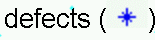 defects ( * )